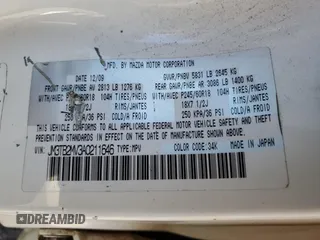 MFD. BY MAZDA MOTOR CORPORATION
DATE 12/09 GVWR/PNBV 5831 LB 2645 KG
FRONT GAWR/PNBE AV 2813 LB 1276 KG REAR GAWR/PNBE AR 3086 LB 1400 KG
WITH/AVEC P245/60R18 104H TIRES/PNEUS WITH/AVEC P245/60R18 104H TIRES/PNEUS
18X7 1/2J RIMS/JANTES 18X7 1/2J RIMS/JANTES
250 KPA/36 PSI COLD/A FROID 250 KPA/36 PSI COLD/A FROID
THIS VEHICLE CONFORMS TO ALL APPLICABLE FEDERAL MOTOR VEHICLE SAFETY AND
THEFT PREVENTION STANDARDS IN EFFECT ON THE DATE OF MANUFACTURE SHOWN ABOVE.
VIN: JM3TB2MV3A0211646 TYPE: MPV
COLOR CODE: 34K MADE IN JAPAN
DREAMBID